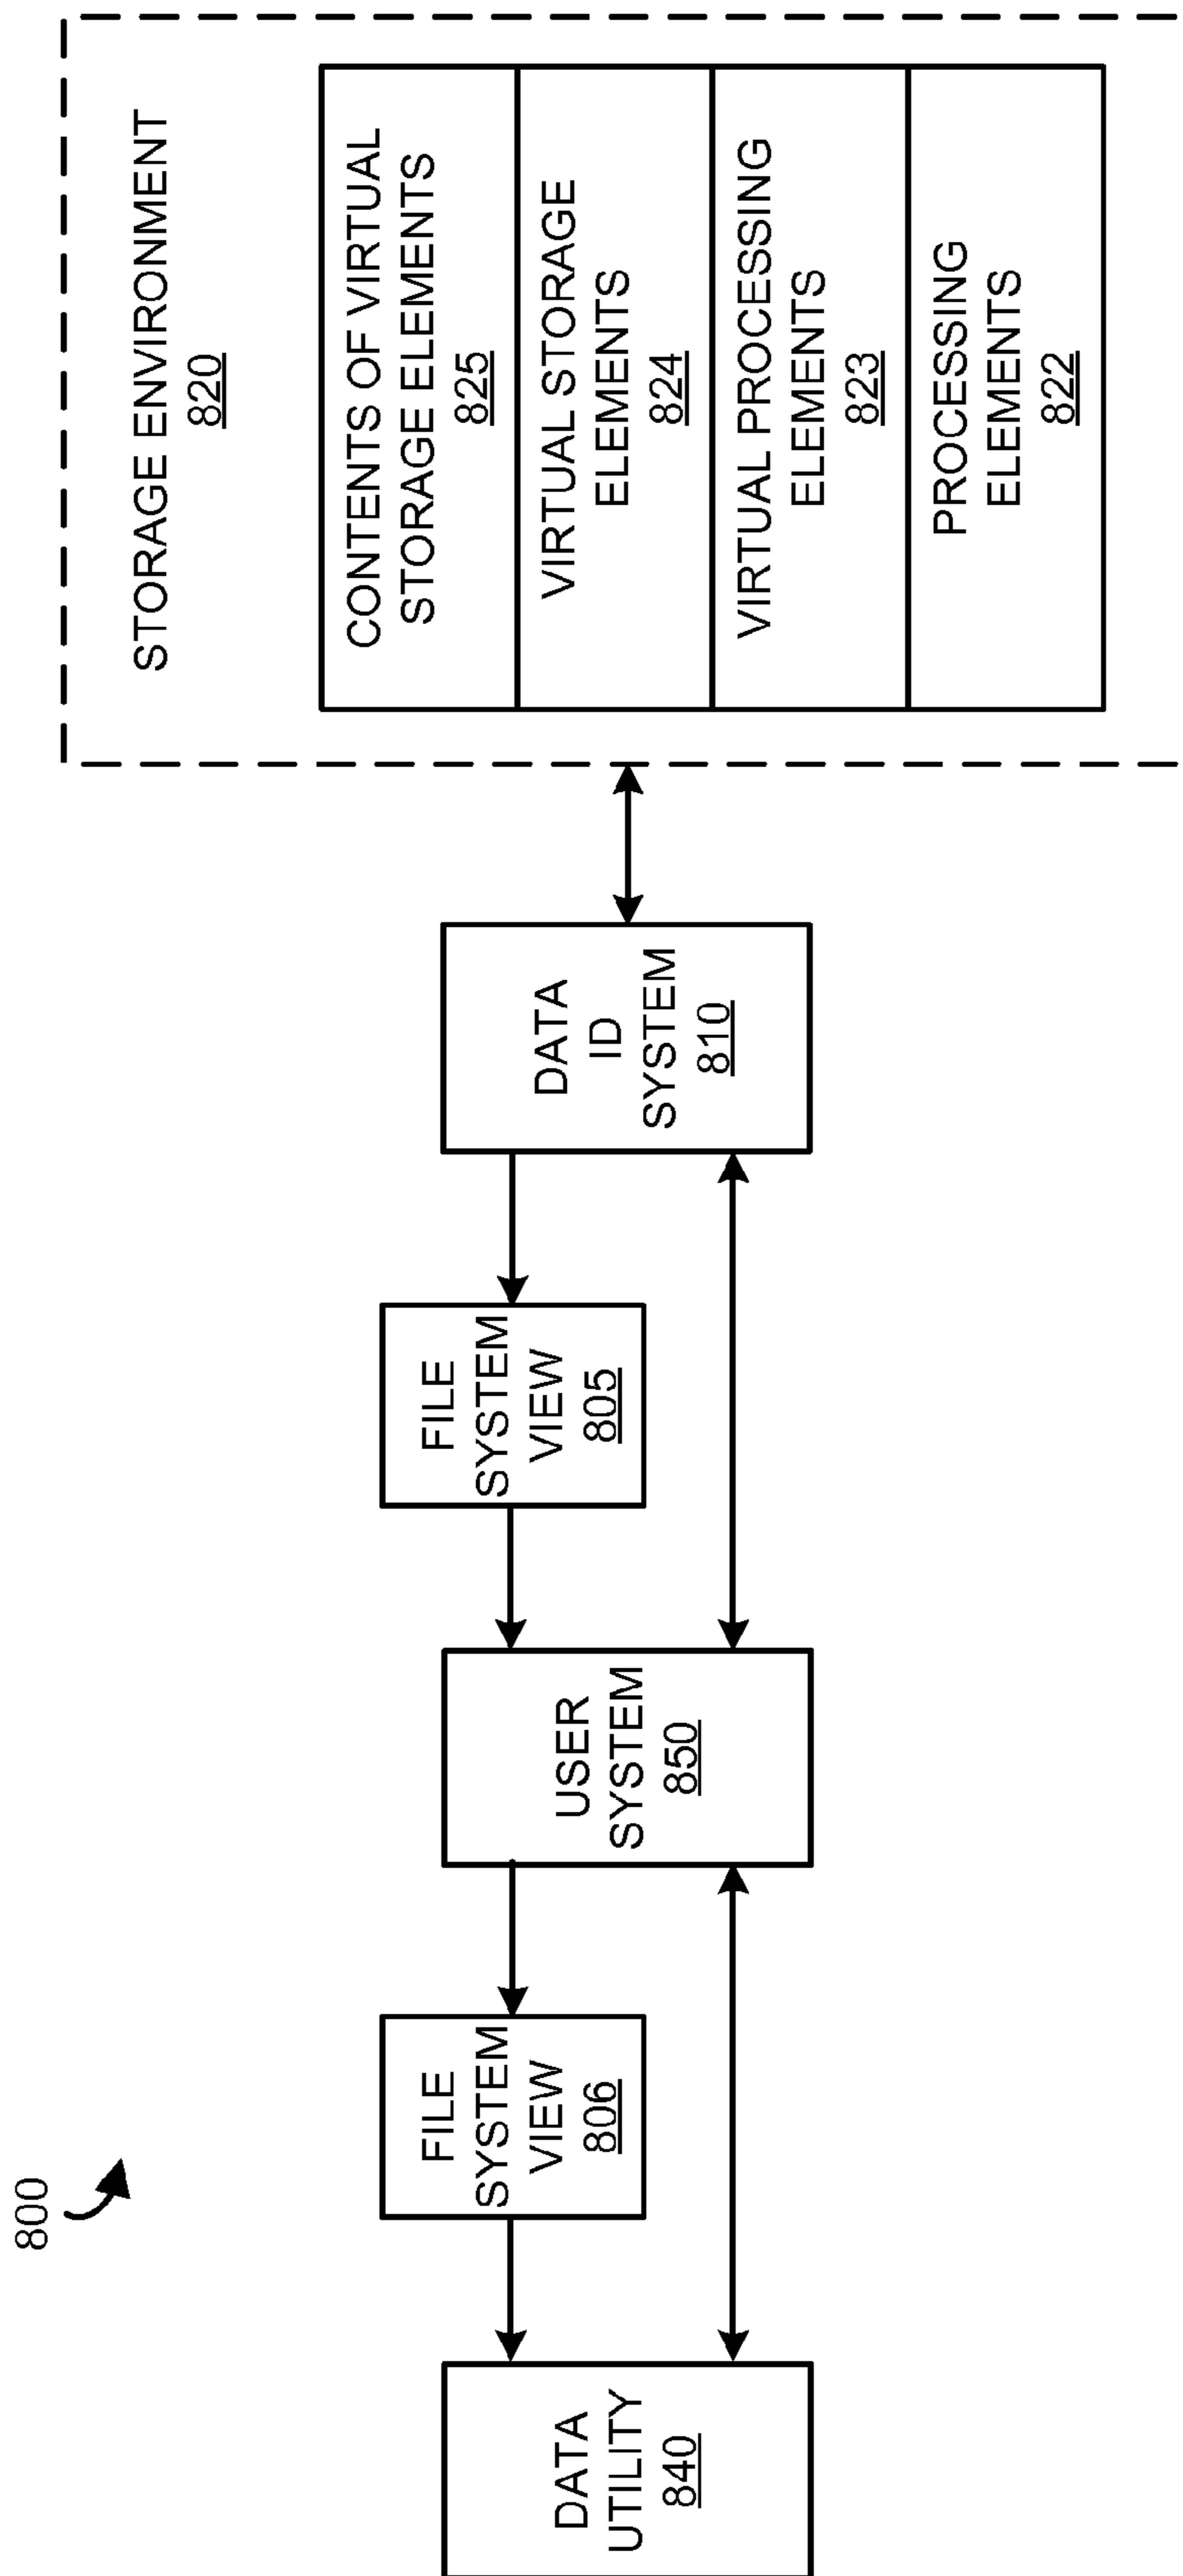 800
DATA
UTILITY
840
FILE
SYSTEM
VIEW
806
USER
SYSTEM
850
FILE
SYSTEM
VIEW
805
DATA
ID
SYSTEM
810
STORAGE ENVIRONMENT
820
CONTENTS OF VIRTUAL
STORAGE ELEMENTS
825
VIRTUAL STORAGE
ELEMENTS
824
VIRTUAL PROCESSING
ELEMENTS
823
PROCESSING
ELEMENTS
822